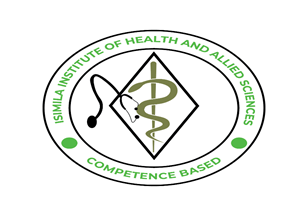 ISIMILA INSTITUTE OF HEALTH AND ALLIED SCIENCES
COMPETENCE BASED